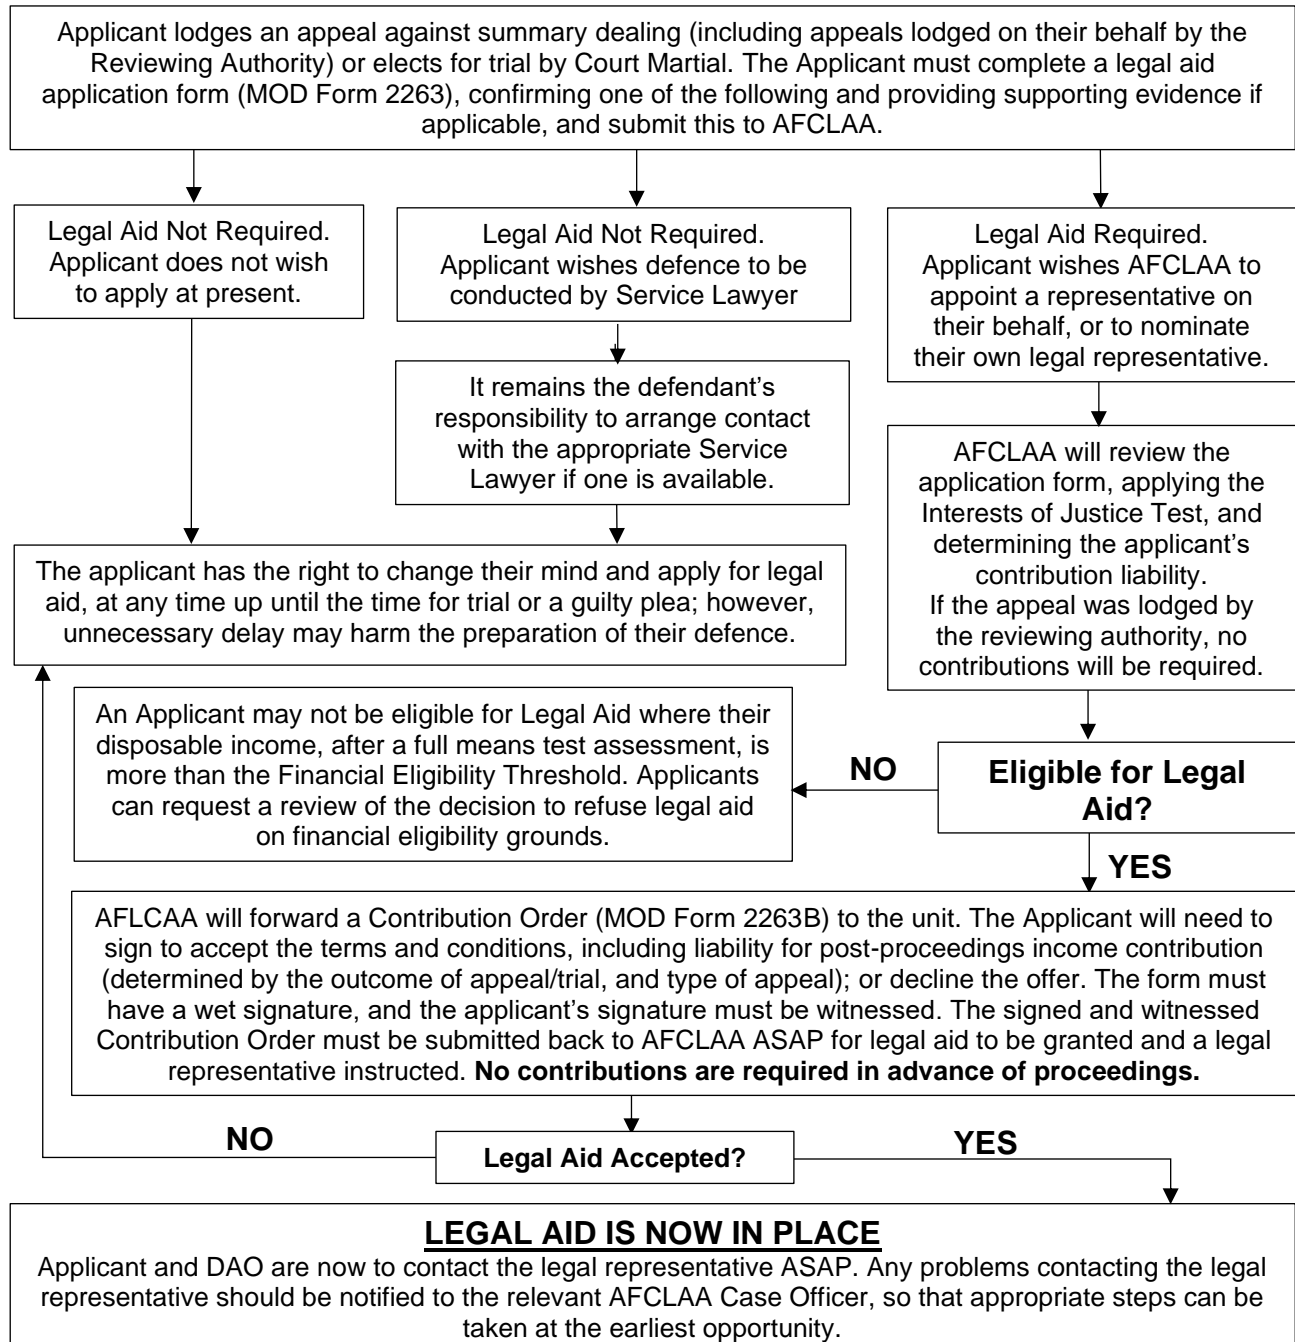 Applicant lodges an appeal against summary dealing (including appeals lodged on their behalf by the
Reviewing Authority) or elects for trial by Court Martial. The Applicant must complete a legal aid
application form (MOD Form 2263), confirming one of the following and providing supporting evidence if
applicable, and submit this to AFCLAA.
Legal Aid Not Required.
Applicant does not wish
to apply at present.
Legal Aid Not Required.
Applicant wishes defence to be
conducted by Service Lawyer
Legal Aid Required.
Applicant wishes AFCLAA to
appoint a representative on
their behalf, or to nominate
their own legal representative.
It remains the defendant's
responsibility to arrange contact
with the appropriate Service
Lawyer if one is available.
AFCLAA will review the
application form, applying the
Interests of Justice Test, and
determining the applicant's
contribution liability.
If the appeal was lodged by
the reviewing authority, no
contributions will be required.
The applicant has the right to change their mind and apply for legal
aid, at any time up until the time for trial or a guilty plea; however,
unnecessary delay may harm the preparation of their defence.
An Applicant may not be eligible for Legal Aid where their
disposable income, after a full means test assessment, is
more than the Financial Eligibility Threshold. Applicants
can request a review of the decision to refuse legal aid
on financial eligibility grounds.
NO
Eligible for Legal
Aid?
YES
AFLCAA will forward a Contribution Order (MOD Form 2263B) to the unit. The Applicant will need to
sign to accept the terms and conditions, including liability for post-proceedings income contribution
(determined by the outcome of appeal/trial, and type of appeal); or decline the offer. The form must
have a wet signature, and the applicant's signature must be witnessed. The signed and witnessed
Contribution Order must be submitted back to AFCLAA ASAP for legal aid to be granted and a legal
representative instructed. No contributions are required in advance of proceedings.
NO
Legal Aid Accepted?
YES
LEGAL AID IS NOW IN PLACE
Applicant and DAO are now to contact the legal representative ASAP. Any problems contacting the legal
representative should be notified to the relevant AFCLAA Case Officer, so that appropriate steps can be
taken at the earliest opportunity.